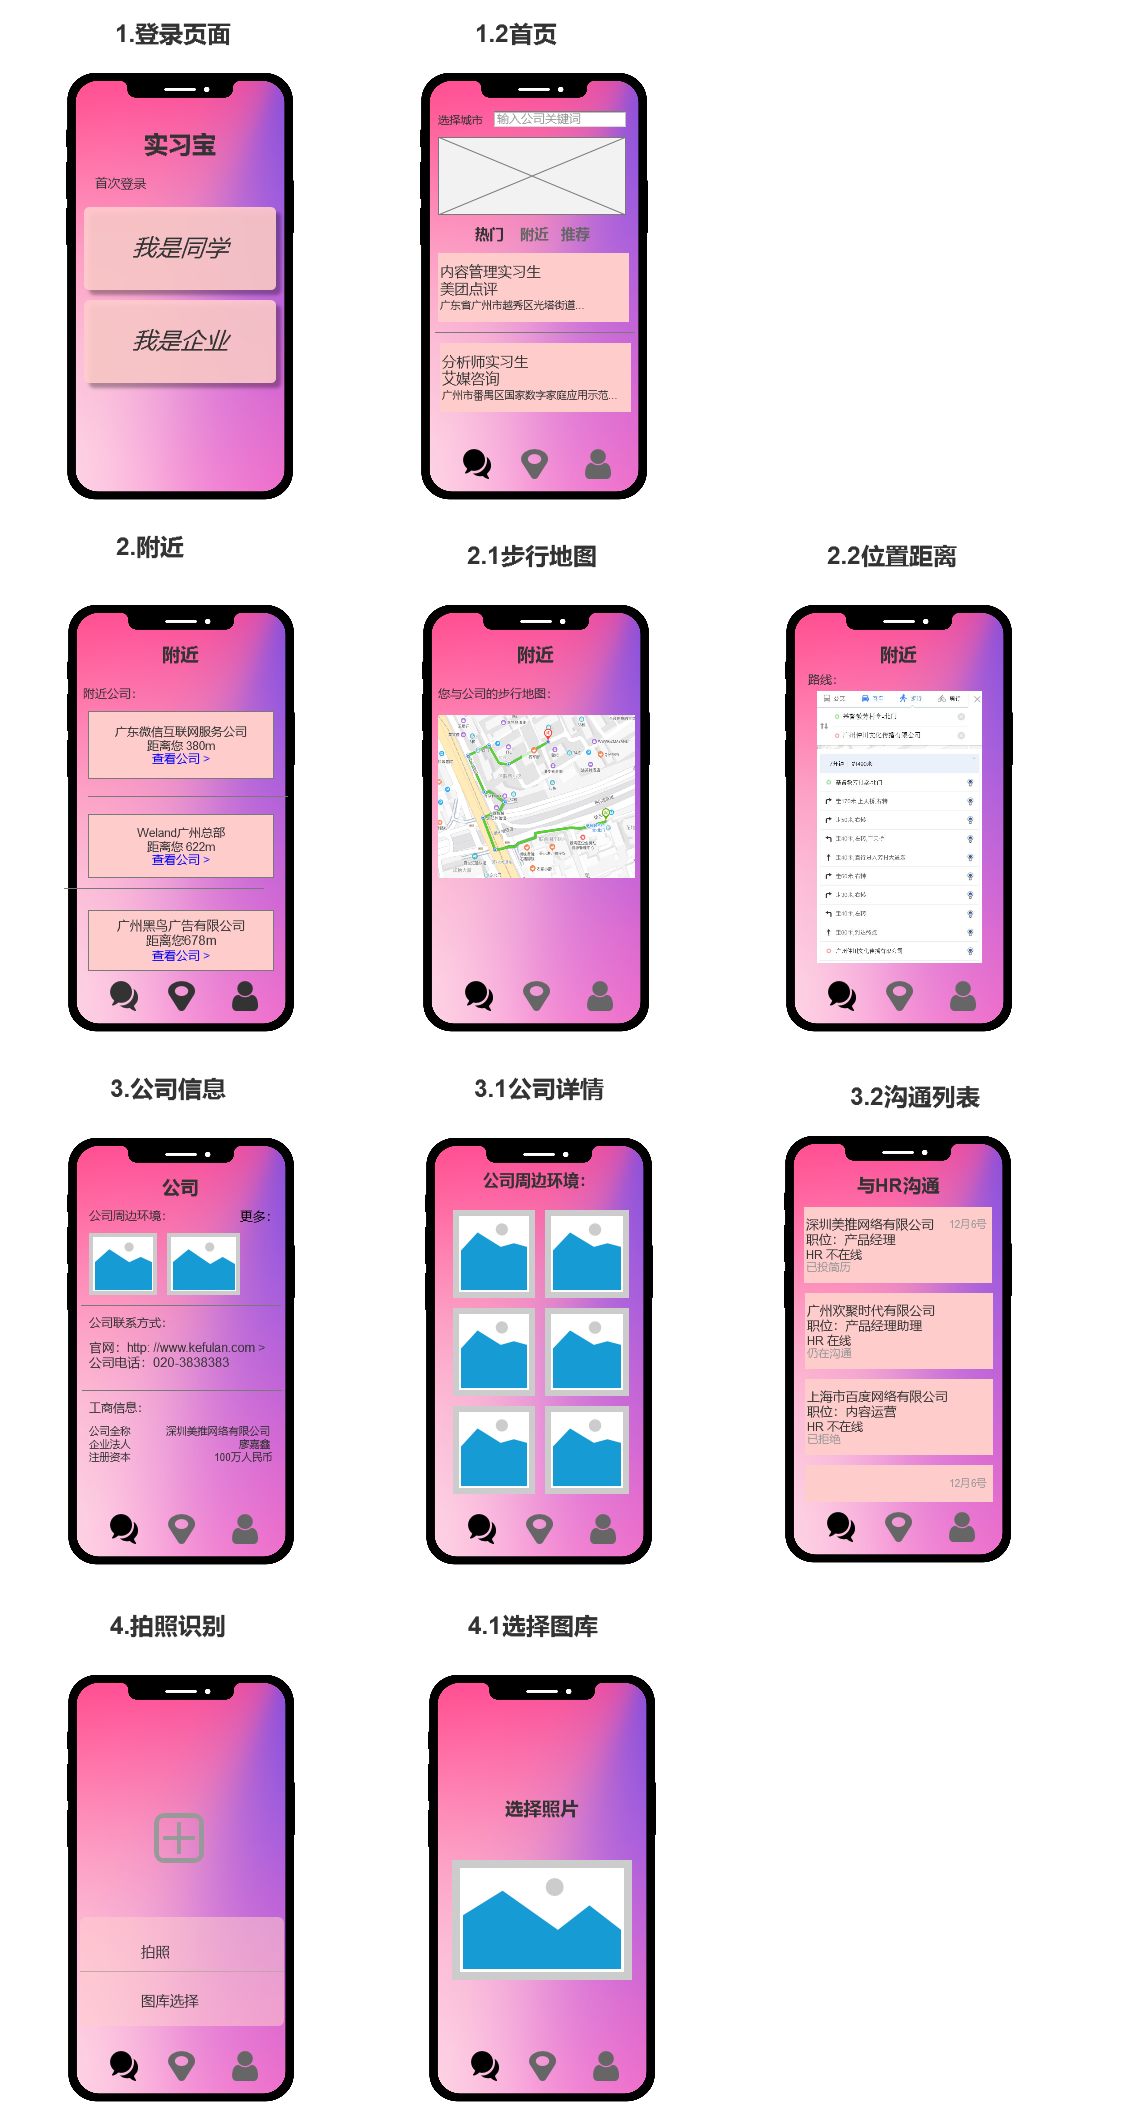 1.登录页面
1.2首页
实习宝
首次登录
我是同学
我是企业
选择城市
输入公司关键词
热门 附近 推荐
内容管理实习生
美团点评
广东省广州市越秀区光塔街道...
分析师实习生
艾媒咨询
广州市番禺区国家数字家庭应用示范...
2.附近
2.1步行地图
2.2位置距离
附近
附近公司：
广东微信互联网服务公司
距离您 380m
查看公司 >
Weland广州总部
距离您 622m
查看公司 >
广州黑鸟广告有限公司
距离您678m
查看公司 >
附近
您与公司的步行地图：
附近
路线：
3.公司信息
3.1公司详情
3.2沟通列表
公司
公司周边环境：
更多：
公司联系方式：
官网：http: //www.kefulan.com >
公司电话：020-3838383
工商信息：
公司全称 深圳美推网络有限公司
企业法人 廖嘉鑫
注册资本 100万人民币
公司周边环境：
与HR沟通
深圳美推网络有限公司 12月6号
职位：产品经理
HR 不在线
已投简历
广州欢聚时代有限公司
职位：产品经理助理
HR 在线
仍在沟通
上海市百度网络有限公司
职位：内容运营
HR 不在线
已拒绝
12月6号
4.拍照识别
4.1选择图库
拍照
图库选择
选择照片